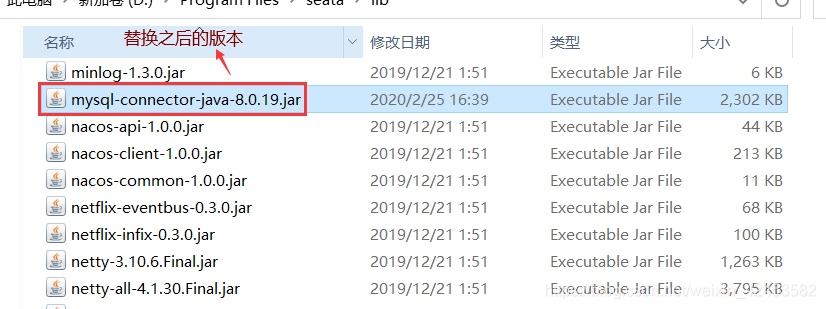 此电脑 > 新加卷 (D:) > Program Files > seata > lib
替换之后的版本
名称 修改日期 类型 大小
minlog-1.3.0.jar 2019/12/21 1:51 Executable Jar File 6 KB
mysql-connector-java-8.0.19.jar 2020/2/25 16:39 Executable Jar File 2,302 KB
nacos-api-1.0.0.jar 2019/12/21 1:51 Executable Jar File 44 KB
nacos-client-1.0.0.jar 2019/12/21 1:51 Executable Jar File 213 KB
nacos-common-1.0.0.jar 2019/12/21 1:51 Executable Jar File 11 KB
netflix-eventbus-0.3.0.jar 2019/12/21 1:51 Executable Jar File 68 KB
netflix-infix-0.3.0.jar 2019/12/21 1:51 Executable Jar File 100 KB
netty-3.10.6.Final.jar 2019/12/21 1:51 Executable Jar File 1,263 KB
netty-all-4.1.30.Final.jar 2019/12/21 1:51 Executable Jar File 3,795 KB